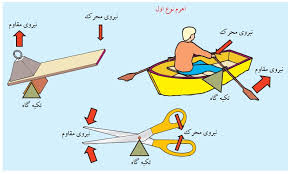 اهرم نوع اول
نیروی محرک
نیروی مقاوم
تکیه گاه
نیروی محرک
نیروی مقاوم
تکیه گاه
نیروی محرک
نیروی مقاوم
تکیه گاه